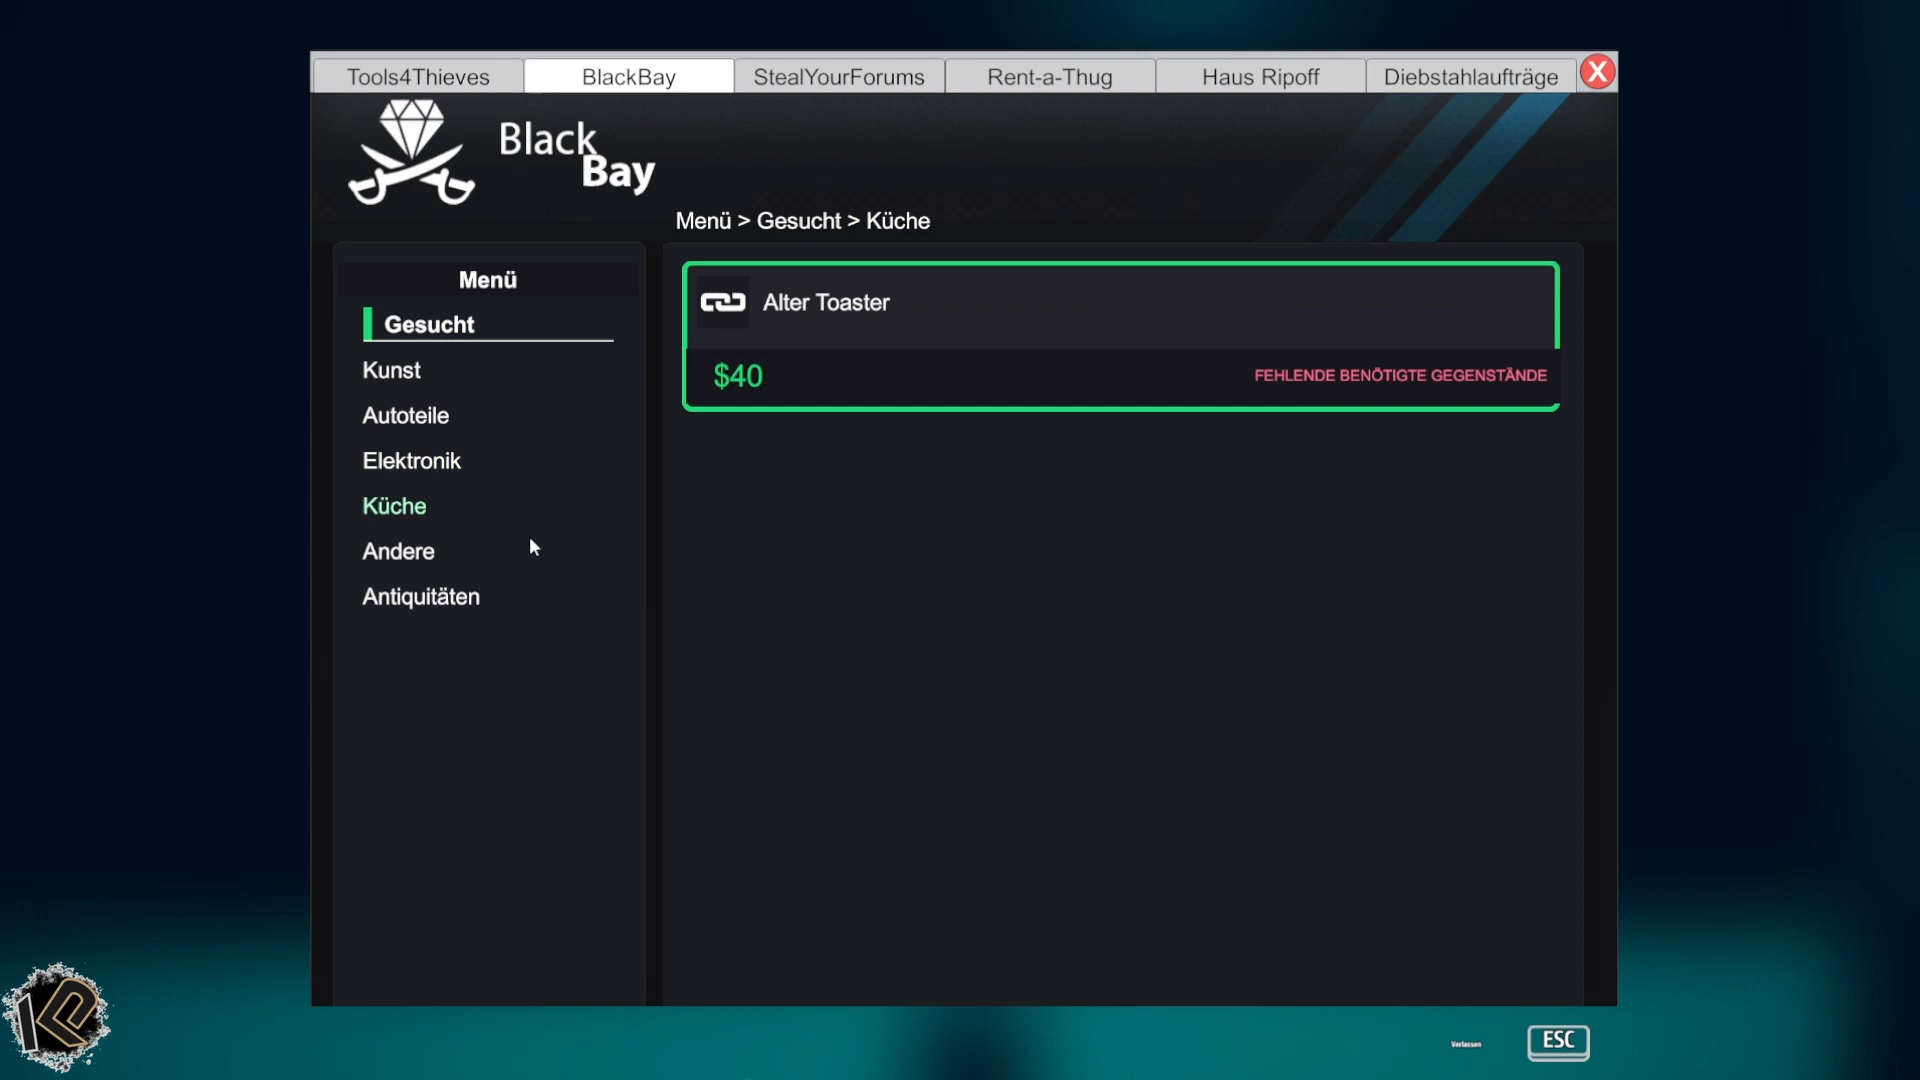 Tools4Thieves
BlackBay
StealYourForums
Rent-a-Thug
Haus Ripoff
Diebstahlaufträge
X
Black
Bay
Menü > Gesucht > Küche
Menü
Gesucht
Kunst
Autoteile
Elektronik
Küche
Andere
Antiquitäten
Alter Toaster
$40
FEHLENDE BENÖTIGTE GEGENSTÄNDE
Verlassen
ESC